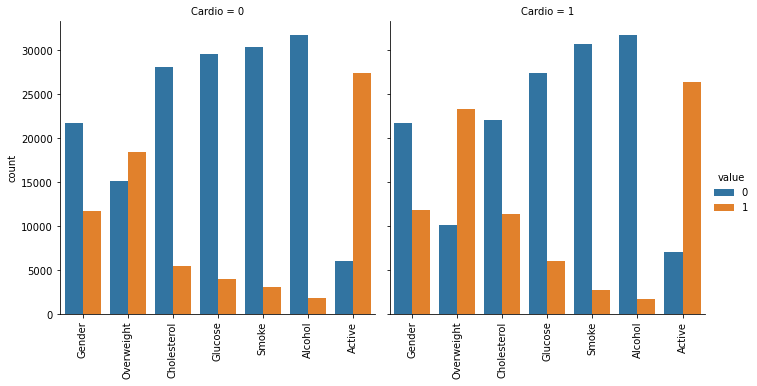 Cardio = 0
Cardio = 1
count
30000
25000
20000
15000
10000
5000
0
Gender
Overweight
Cholesterol
Glucose
Smoke
Alcohol
Active
Gender
Overweight
Cholesterol
Glucose
Smoke
Alcohol
Active
value
0
1